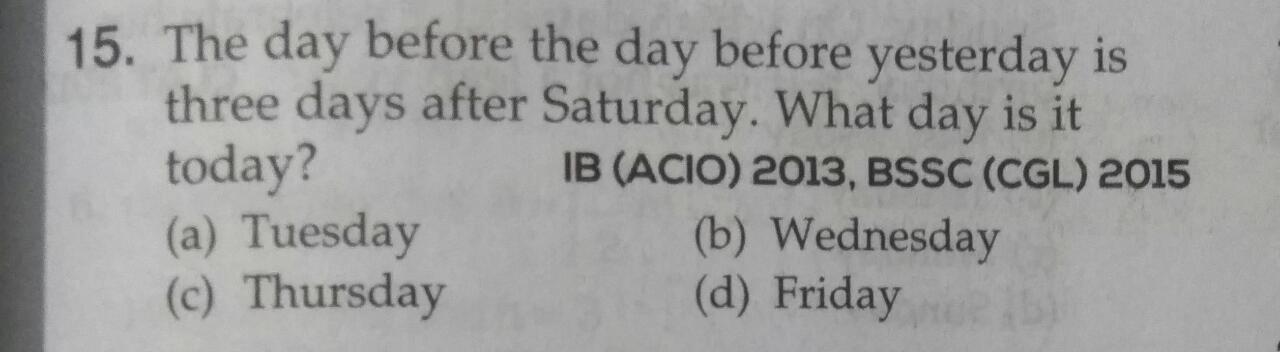 15. The day before the day before yesterday is
three days after Saturday. What day is it
today? IB (ACIO) 2013, BSSC (CGL) 2015
(a) Tuesday (b) Wednesday
(c) Thursday (d) Friday